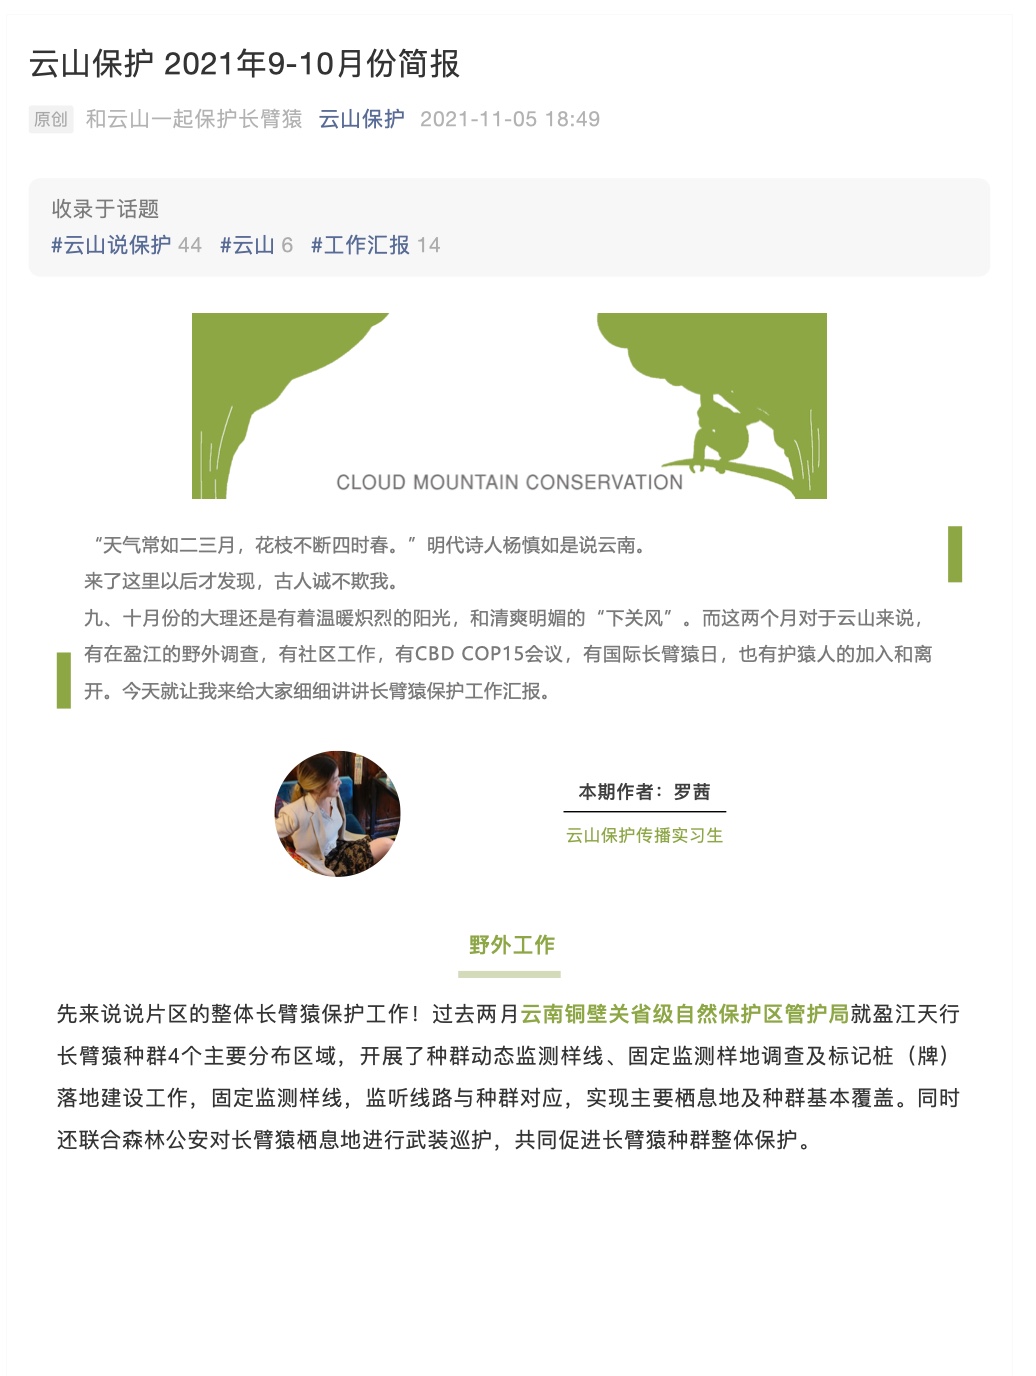 云山保护 2021年9-10月份简报
原创 和云山一起保护长臂猿 云山保护 2021-11-05 18:49
收录于话题
#云山说保护 44 #云山 6 #工作汇报 14
CLOUD MOUNTAIN CONSERVATION
“天气常如二三月，花枝不断四时春。”明代诗人杨慎如是说云南。
来了这里以后才发现，古人诚不欺我。
九、十月份的大理还是有着温暖炽烈的阳光，和清爽明媚的“下关风”。而这两个月对于云山来说，
有在盈江的野外调查，有社区工作，有CBD COP15会议，有国际长臂猿日，也有护猿人的加入和离
开。今天就让我来给大家细细讲讲长臂猿保护工作汇报。
本期作者：罗茜
云山保护传播实习生
野外工作
先来说说片区的整体长臂猿保护工作！过去两月云南铜壁关省级自然保护区管护局就盈江天行
长臂猿种群4个主要分布区域，开展了种群动态监测样线、固定监测样地调查及标记桩（牌）
落地建设工作，固定监测样线，监听线路与种群对应，实现主要栖息地及种群基本覆盖。同时
还联合森林公安对长臂猿栖息地进行武装巡护，共同促进长臂猿种群整体保护。